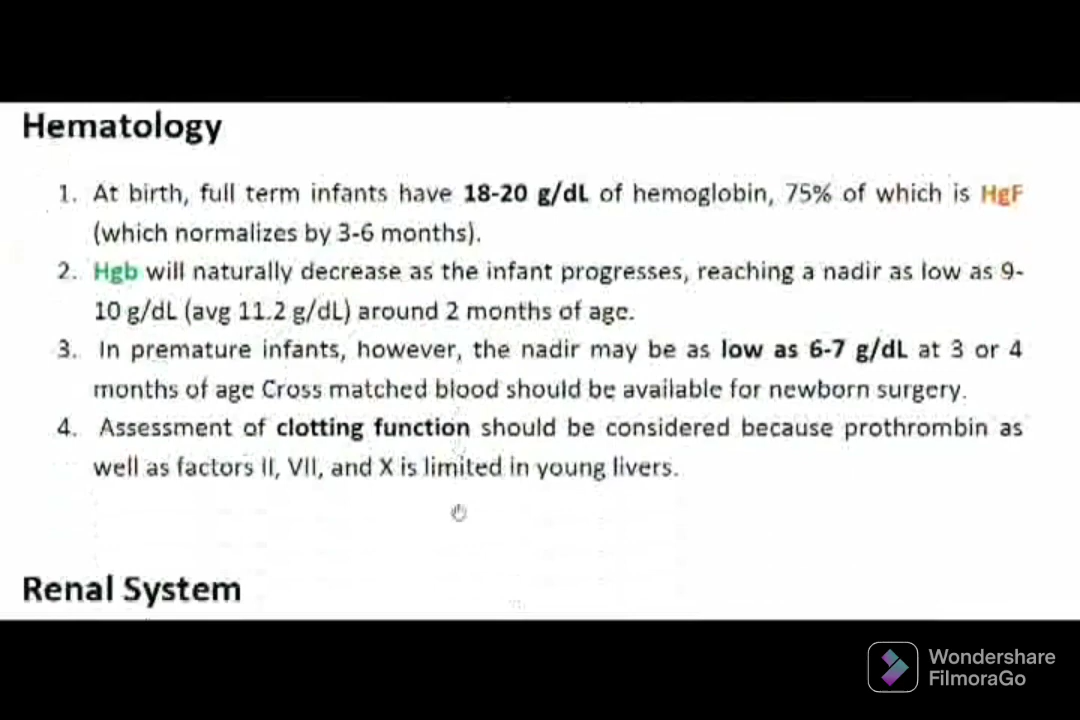 Hematology
1. At birth, full term infants have 18-20 g/dL of hemoglobin, 75% of which is HgF
(which normalizes by 3-6 months).
2. Hgb will naturally decrease as the infant progresses, reaching a nadir as low as 9-
10 g/dL (avg 11.2 g/dL) around 2 months of age.
3. In premature infants, however, the nadir may be as low as 6-7 g/dL at 3 or 4
months of age Cross matched blood should be available for newborn surgery.
4. Assessment of clotting function should be considered because prothrombin as
well as factors II, VII, and X is limited in young livers.
Renal System
Wondershare
FilmoraGo